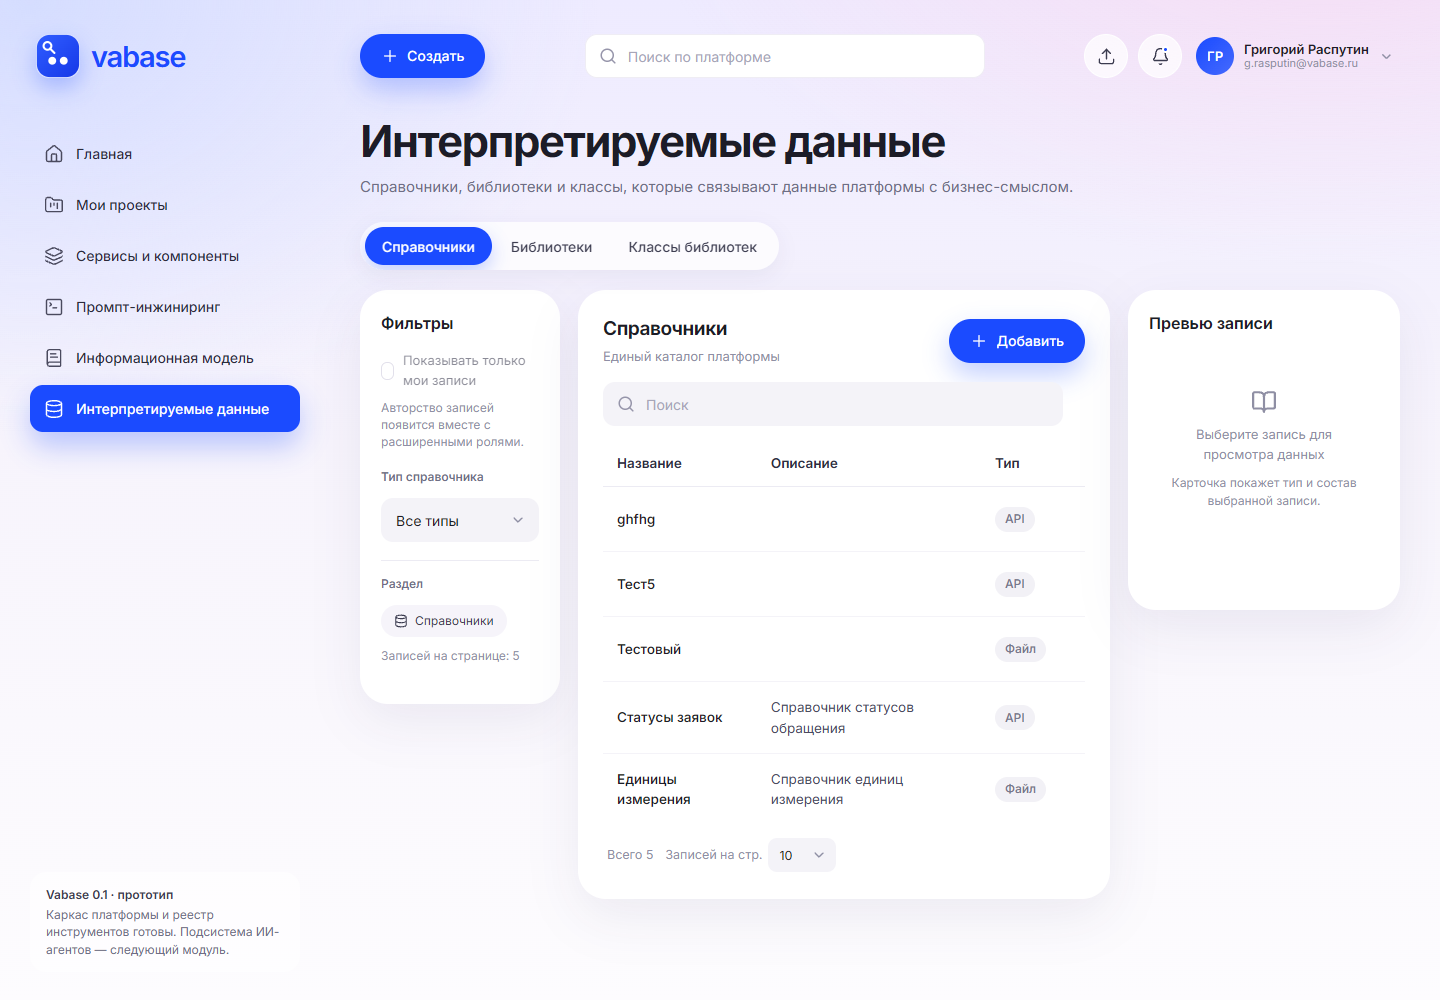 vabase
Создать
Поиск по платформе
ГР
Григорий Распутин
g.rasputin@vabase.ru
Главная
Мои проекты
Сервисы и компоненты
Промпт-инжиниринг
Информационная модель
Интерпретируемые данные
Vabase 0.1 · прототип
Каркас платформы и реестр
инструментов готовы. Подсистема ИИ-
агентов — следующий модуль.
Интерпретируемые данные
Справочники, библиотеки и классы, которые связывают данные платформы с бизнес-смыслом.
Справочники
Библиотеки
Классы библиотек
Фильтры
Показывать только
мои записи
Авторство записей
появится вместе с
расширенными ролями.
Тип справочника
Все типы
Раздел
Справочники
Записей на странице: 5
Справочники
Единый каталог платформы
Добавить
Поиск
Название Описание Тип
ghfhg API
Тест5 API
Тестовый Файл
Статусы заявок Справочник статусов API
обращения
Единицы Справочник единиц Файл
измерения измерения
Всего 5 Записей на стр. 10
Превью записи
Выберите запись для
просмотра данных
Карточка покажет тип и состав
выбранной записи.